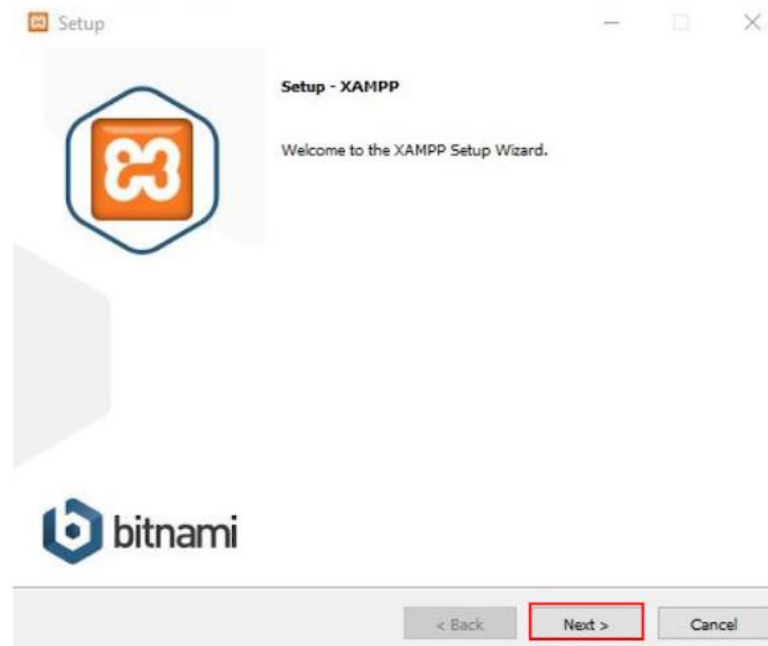 Setup
Setup - XAMPP
Welcome to the XAMPP Setup Wizard.
bitnami
< Back
Next >
Cancel